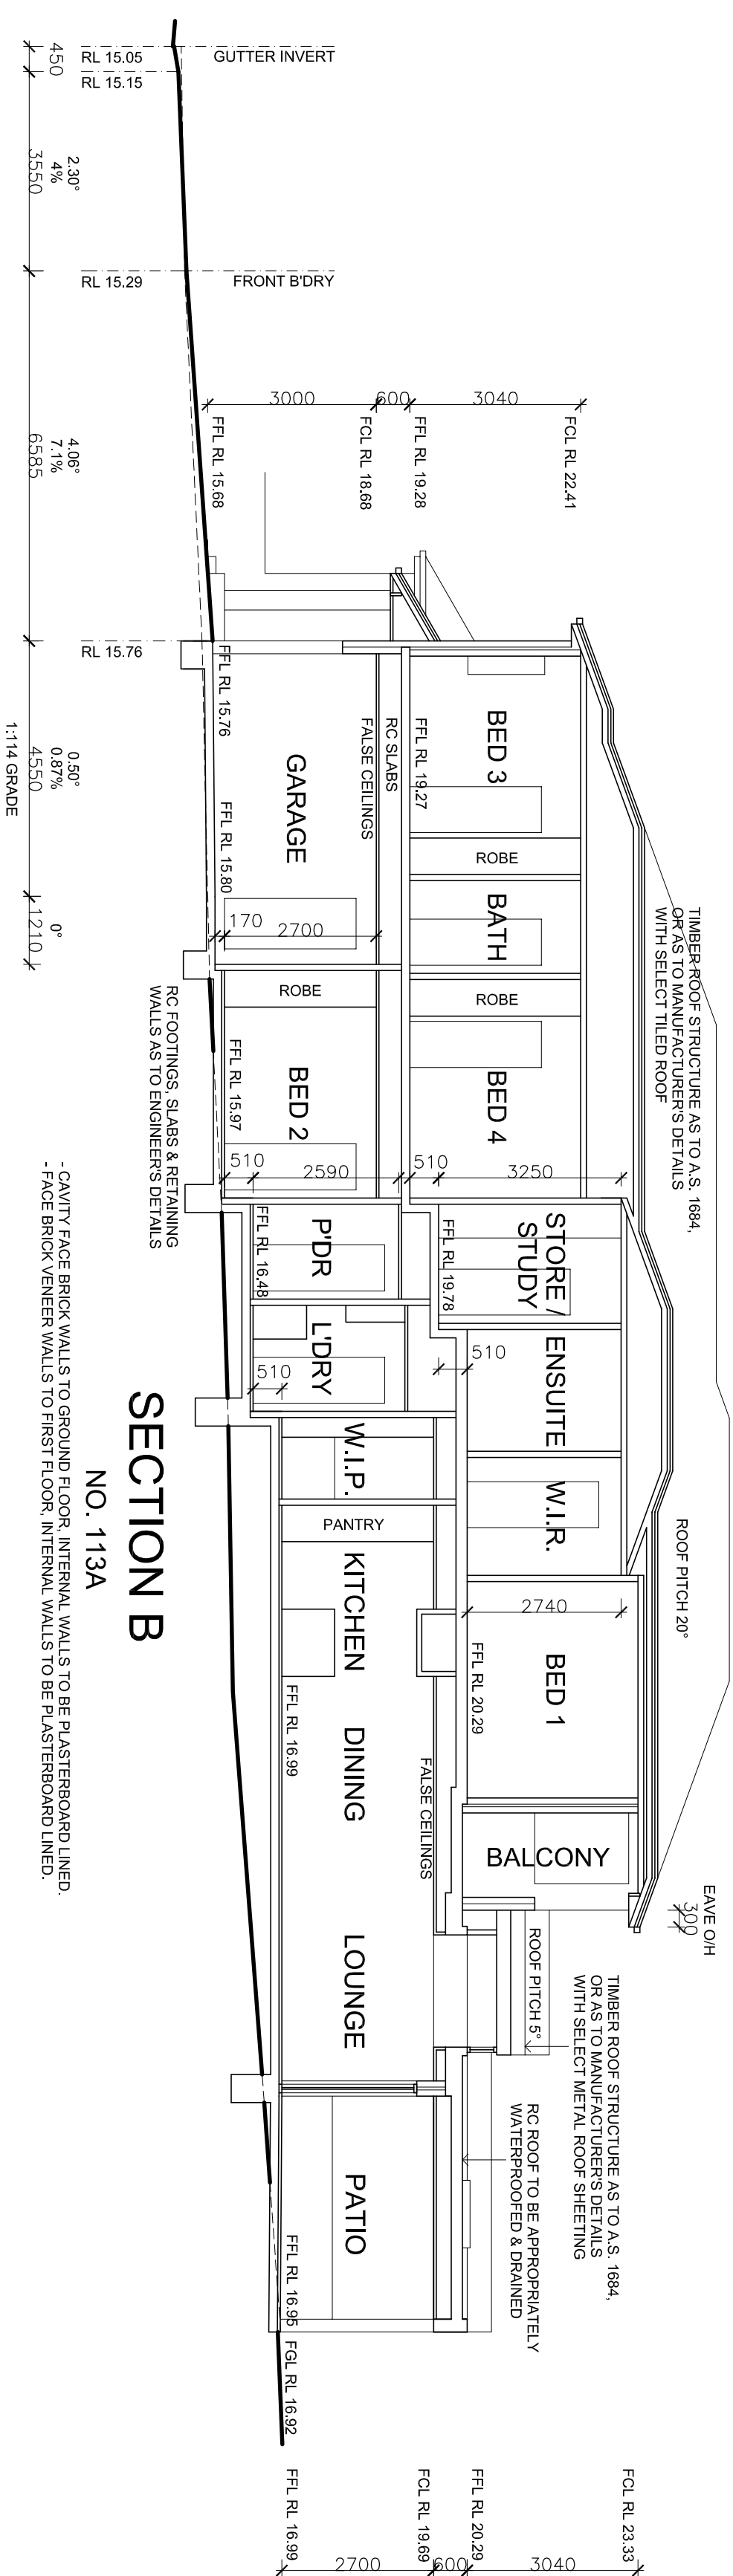 TIMBER ROOF STRUCTURE AS TO A.S. 1684,
OR AS TO MANUFACTURER'S DETAILS
WITH SELECT TILED ROOF
ROOF PITCH 20°
EAVE O/H
300
TIMBER ROOF STRUCTURE AS TO A.S. 1684,
OR AS TO MANUFACTURER'S DETAILS
WITH SELECT METAL ROOF SHEETING
ROOF PITCH 5°
RC ROOF TO BE APPROPRIATELY
WATERPROOFED & DRAINED
FCL RL 22.41
3040
FFL RL 19.28
600
FCL RL 18.68
3000
FFL RL 15.68
FCL RL 23.33
3040
FFL RL 20.29
600
FCL RL 19.69
2700
FFL RL 16.99
BED 3
ROBE
BATH
ROBE
BED 4
3250
510
STORE /
STUDY
ENSUITE
510
W.I.R.
2740
BED 1
BALCONY
FFL RL 19.27
FFL RL 19.78
FFL RL 20.29
RC SLABS
FALSE CEILINGS
FALSE CEILINGS
GARAGE
2700
170
ROBE
BED 2
2590
510
P'DR
L'DRY
510
W.I.P.
PANTRY
KITCHEN
DINING
LOUNGE
PATIO
FFL RL 15.76
FFL RL 15.80
FFL RL 15.97
FFL RL 16.48
FFL RL 16.99
FFL RL 16.95
FGL RL 16.92
GUTTER INVERT
FRONT B'DRY
RL 15.05
RL 15.15
RL 15.29
RL 15.76
RC FOOTINGS, SLABS & RETAINING
WALLS AS TO ENGINEER'S DETAILS
2.30°
4%
4.06°
7.1%
0.50°
0.87%
0°
450
3550
6585
4550
1210
1:114 GRADE
SECTION B
NO. 113A
- CAVITY FACE BRICK WALLS TO GROUND FLOOR, INTERNAL WALLS TO BE PLASTERBOARD LINED.
- FACE BRICK VENEER WALLS TO FIRST FLOOR, INTERNAL WALLS TO BE PLASTERBOARD LINED.